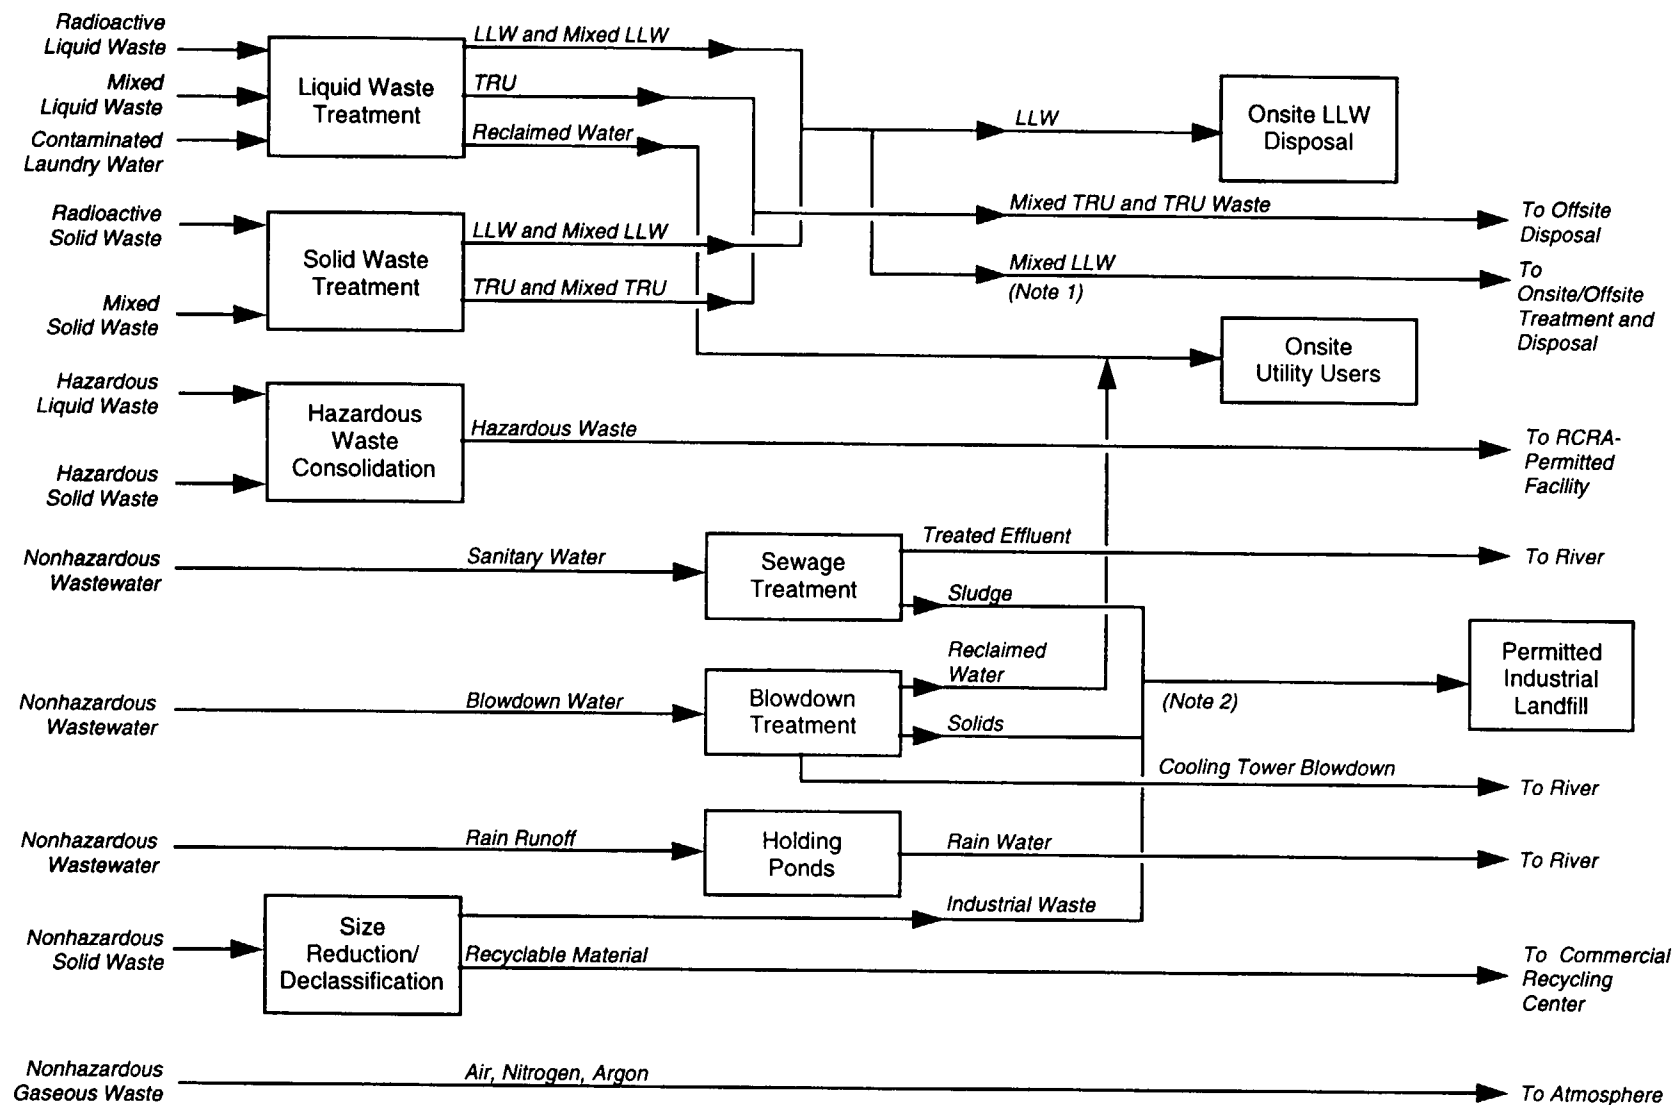 Radioactive
Liquid Waste
Mixed
Liquid Waste
Contaminated
Laundry Water
Liquid Waste
Treatment
LLW and Mixed LLW
TRU
Reclaimed Water
LLW
Onsite LLW
Disposal
Radioactive
Solid Waste
Mixed
Solid Waste
Solid Waste
Treatment
LLW and Mixed LLW
TRU and Mixed TRU
Mixed TRU and TRU Waste
To Offsite
Disposal
Mixed LLW
(Note 1)
To
Onsite/Offsite
Treatment and
Disposal
Onsite
Utility Users
Hazardous
Liquid Waste
Hazardous
Solid Waste
Hazardous
Waste
Consolidation
Hazardous Waste
To RCRA-
Permitted
Facility
Nonhazardous
Wastewater
Sanitary Water
Sewage
Treatment
Treated Effluent
To River
Sludge
Nonhazardous
Wastewater
Blowdown Water
Blowdown
Treatment
Reclaimed
Water
Solids
(Note 2)
Permitted
Industrial
Landfill
Cooling Tower Blowdown
To River
Nonhazardous
Wastewater
Rain Runoff
Holding
Ponds
Rain Water
To River
Nonhazardous
Solid Waste
Size
Reduction/
Declassification
Industrial Waste
Recyclable Material
To Commercial
Recycling
Center
Nonhazardous
Gaseous Waste
Air, Nitrogen, Argon
To Atmosphere